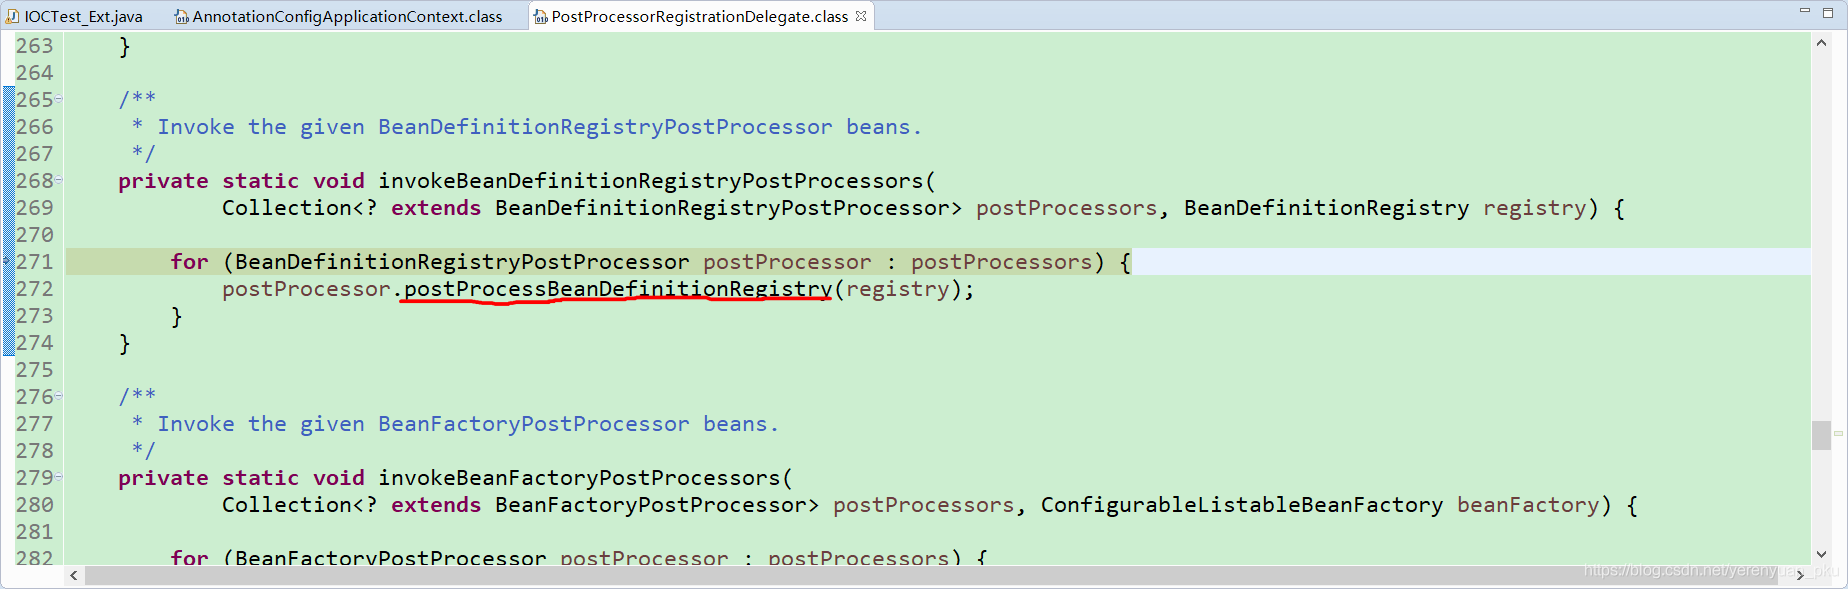 IOCTest_Ext.java AnnotationConfigApplicationContext.class PostProcessorRegistrationDelegate.class
263 }
264
265 /**
266 * Invoke the given BeanDefinitionRegistryPostProcessor beans.
267 */
268 private static void invokeBeanDefinitionRegistryPostProcessors(
269 Collection<? extends BeanDefinitionRegistryPostProcessor> postProcessors, BeanDefinitionRegistry registry) {
270
271 for (BeanDefinitionRegistryPostProcessor postProcessor : postProcessors) {
272 postProcessor.postProcessBeanDefinitionRegistry(registry);
273 }
274 }
275
276 /**
277 * Invoke the given BeanFactoryPostProcessor beans.
278 */
279 private static void invokeBeanFactoryPostProcessors(
280 Collection<? extends BeanFactoryPostProcessor> postProcessors, ConfigurableListableBeanFactory beanFactory) {
281
282 for (BeanFactoryPostProcessor postProcessor : postProcessors) {
https://blog.csdn.net/yerenyuan_pku